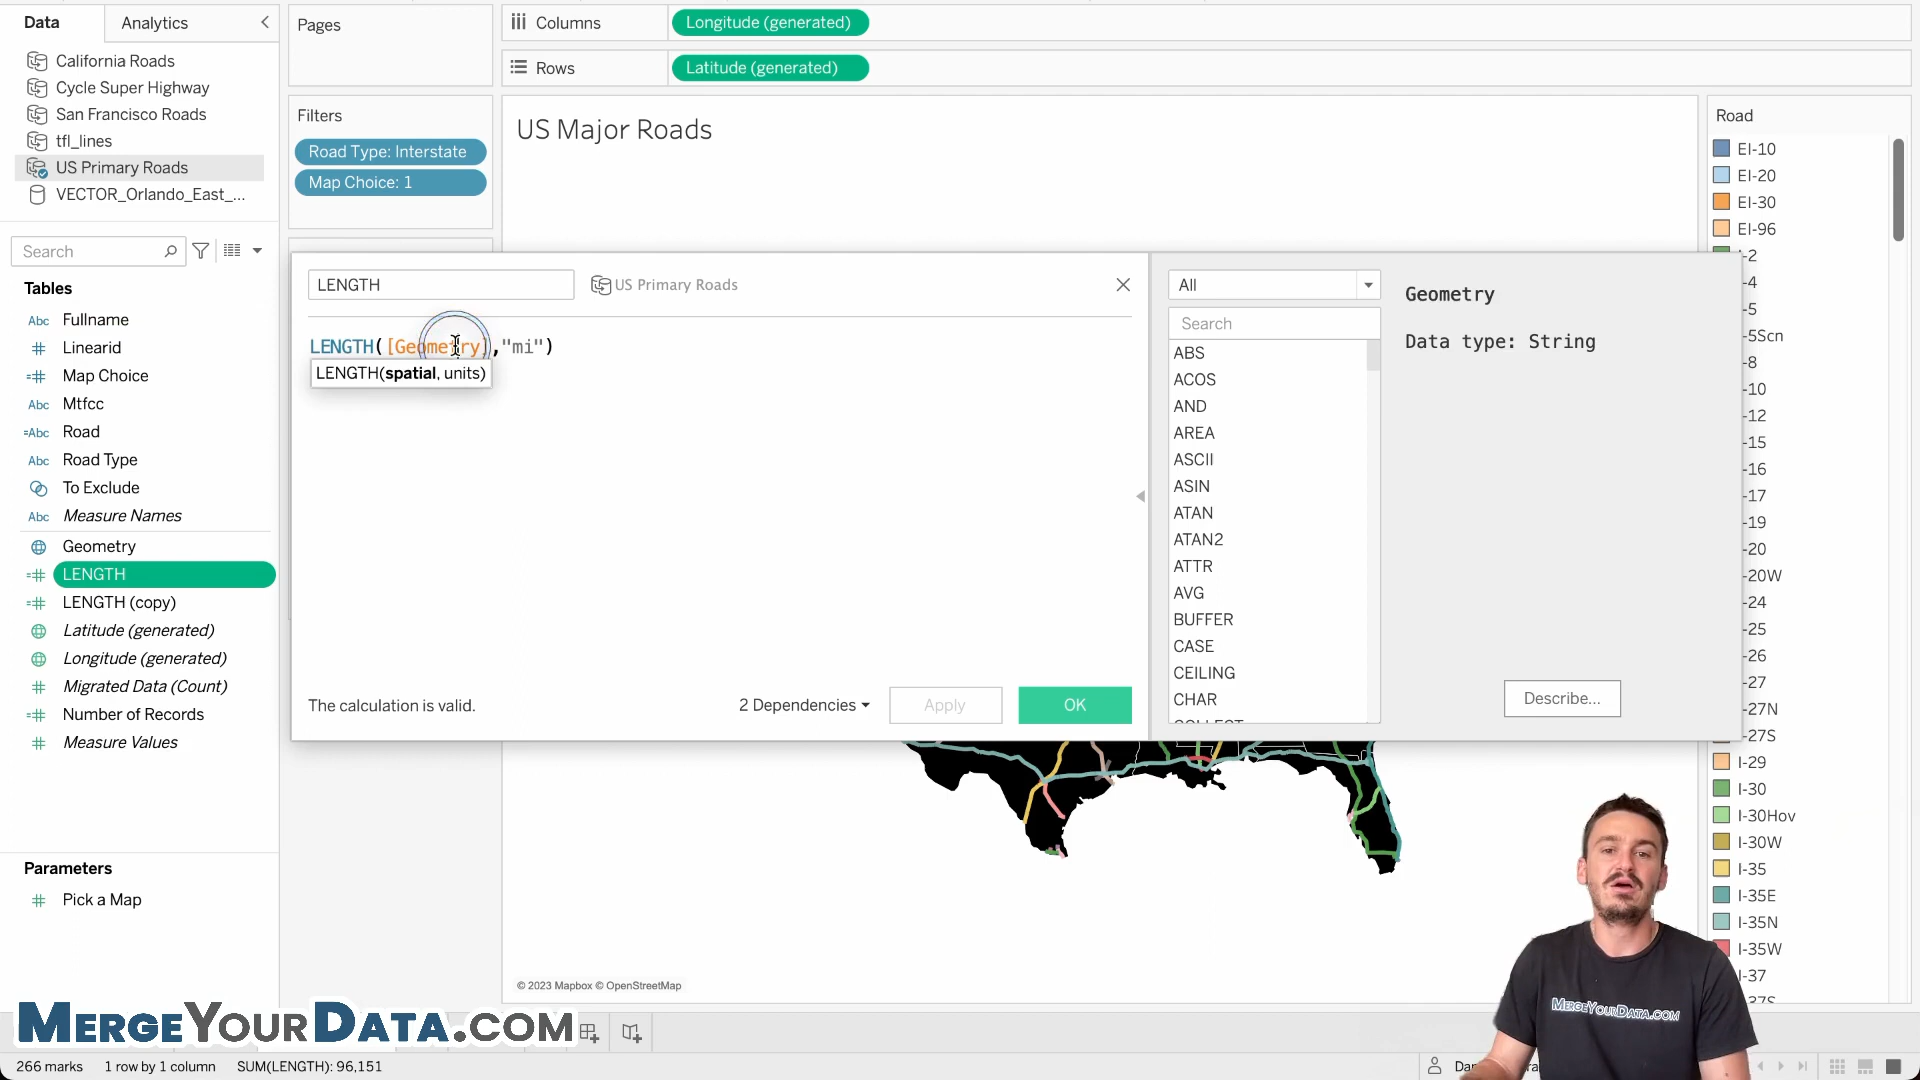 Data
Analytics
California Roads
Cycle Super Highway
San Francisco Roads
tfl_lines
US Primary Roads
VECTOR_Orlando_East_...
Search
Tables
Abc Fullname
Linearid
Map Choice
Abc Mtfcc
=Abc Road
Abc Road Type
To Exclude
Abc Measure Names
Geometry
LENGTH
LENGTH (copy)
Latitude (generated)
Longitude (generated)
Migrated Data (Count)
Number of Records
Measure Values
Parameters
Pick a Map
Pages
Filters
Road Type: Interstate
Map Choice: 1
Columns
Longitude (generated)
Rows
Latitude (generated)
US Major Roads
LENGTH
US Primary Roads
LENGTH([Geometry],"mi")
LENGTH(spatial, units)
The calculation is valid.
2 Dependencies
Apply
OK
All
Search
ABS
ACOS
AND
AREA
ASCII
ASIN
ATAN
ATAN2
ATTR
AVG
BUFFER
CASE
CEILING
CHAR
COLLECT
Geometry
Data type: String
Describe...
Road
EI-10
EI-20
EI-30
EI-96
-2
-4
-5
-5Scn
-8
-10
-12
-15
-16
-17
-19
-20
-20W
-24
-25
-26
-27
-27N
-27S
I-29
I-30
I-30Hov
I-30W
I-35
I-35E
I-35N
I-35W
-37
-37S
© 2023 Mapbox © OpenStreetMap
MERGEYOURDATA.COM
MERGEYOURDATA.COM
266 marks
1 row by 1 column
SUM(LENGTH): 96,151